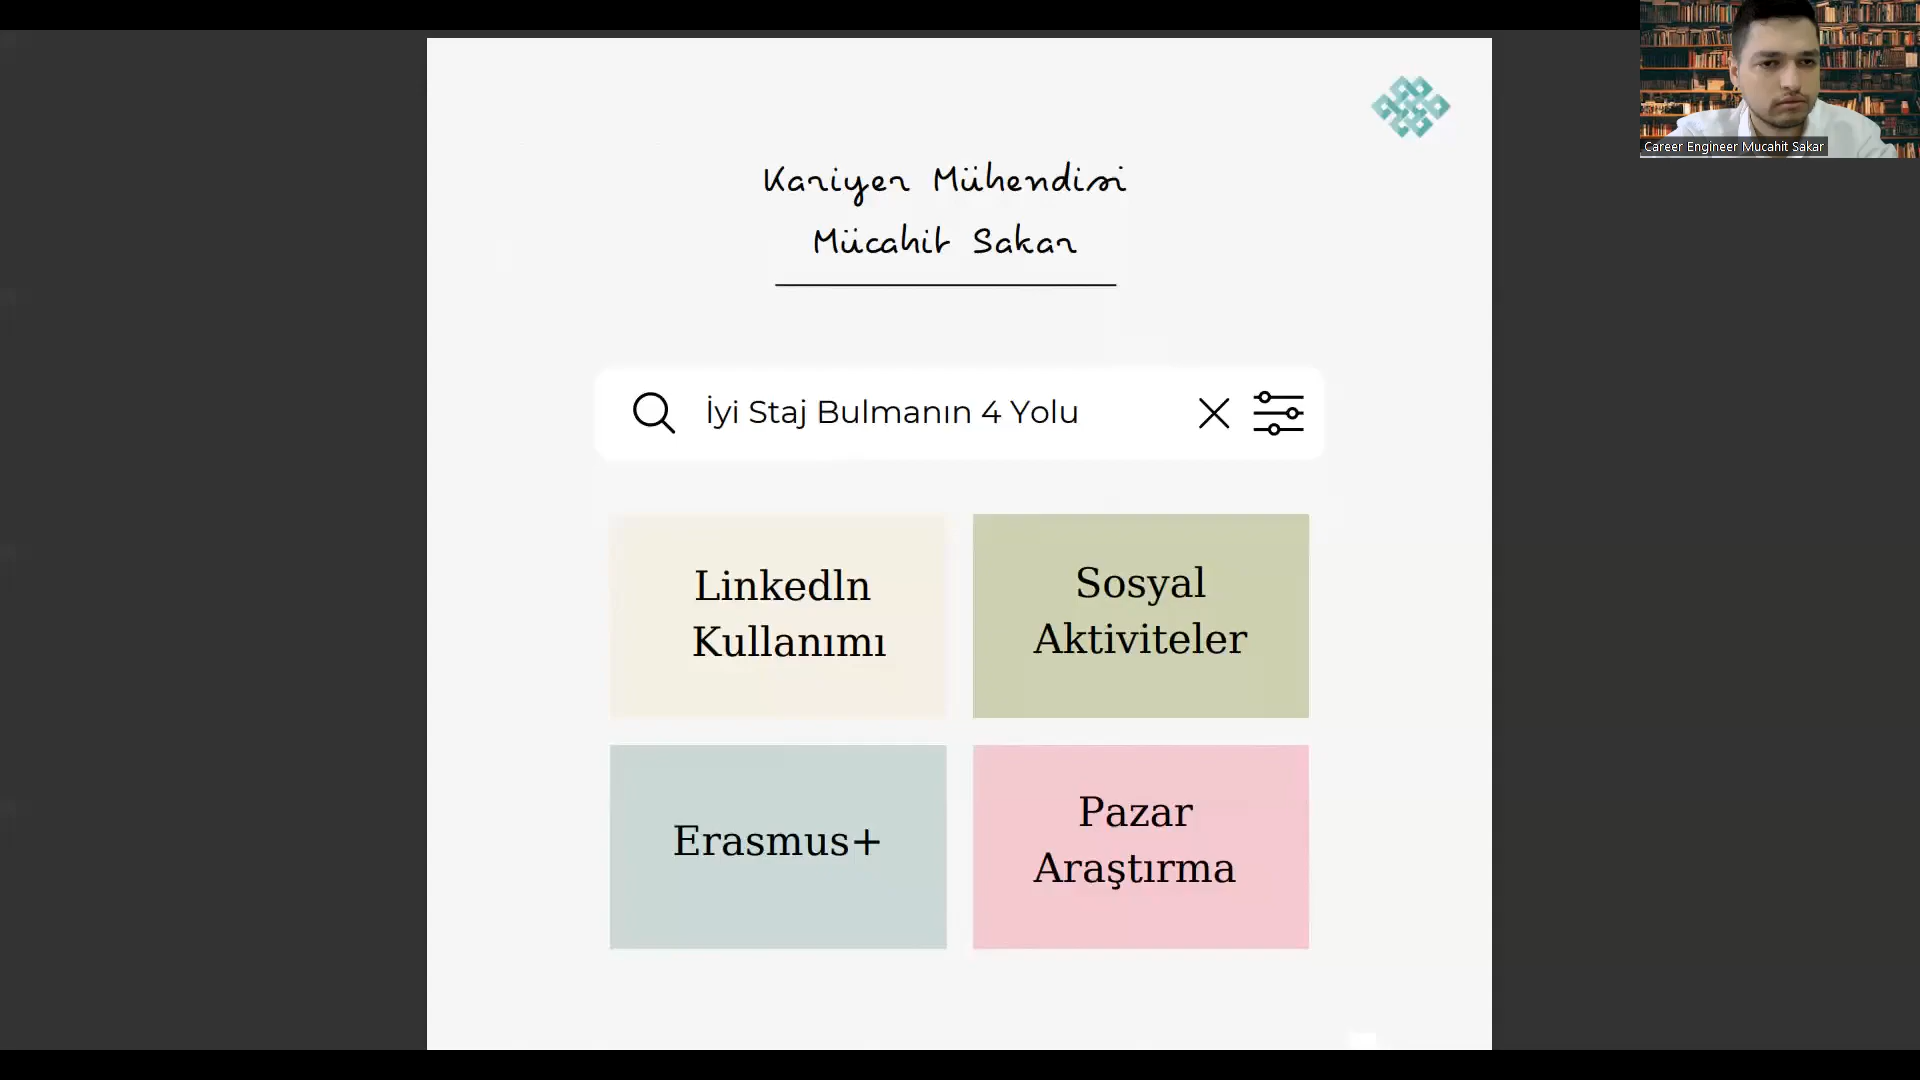 Career Engineer Mucahit Sakar
Kariyer Mühendisi
Mücahit Sakar
İyi Staj Bulmanın 4 Yolu
Linkedln
Kullanımı
Sosyal
Aktiviteler
Erasmus+
Pazar
Araştırma